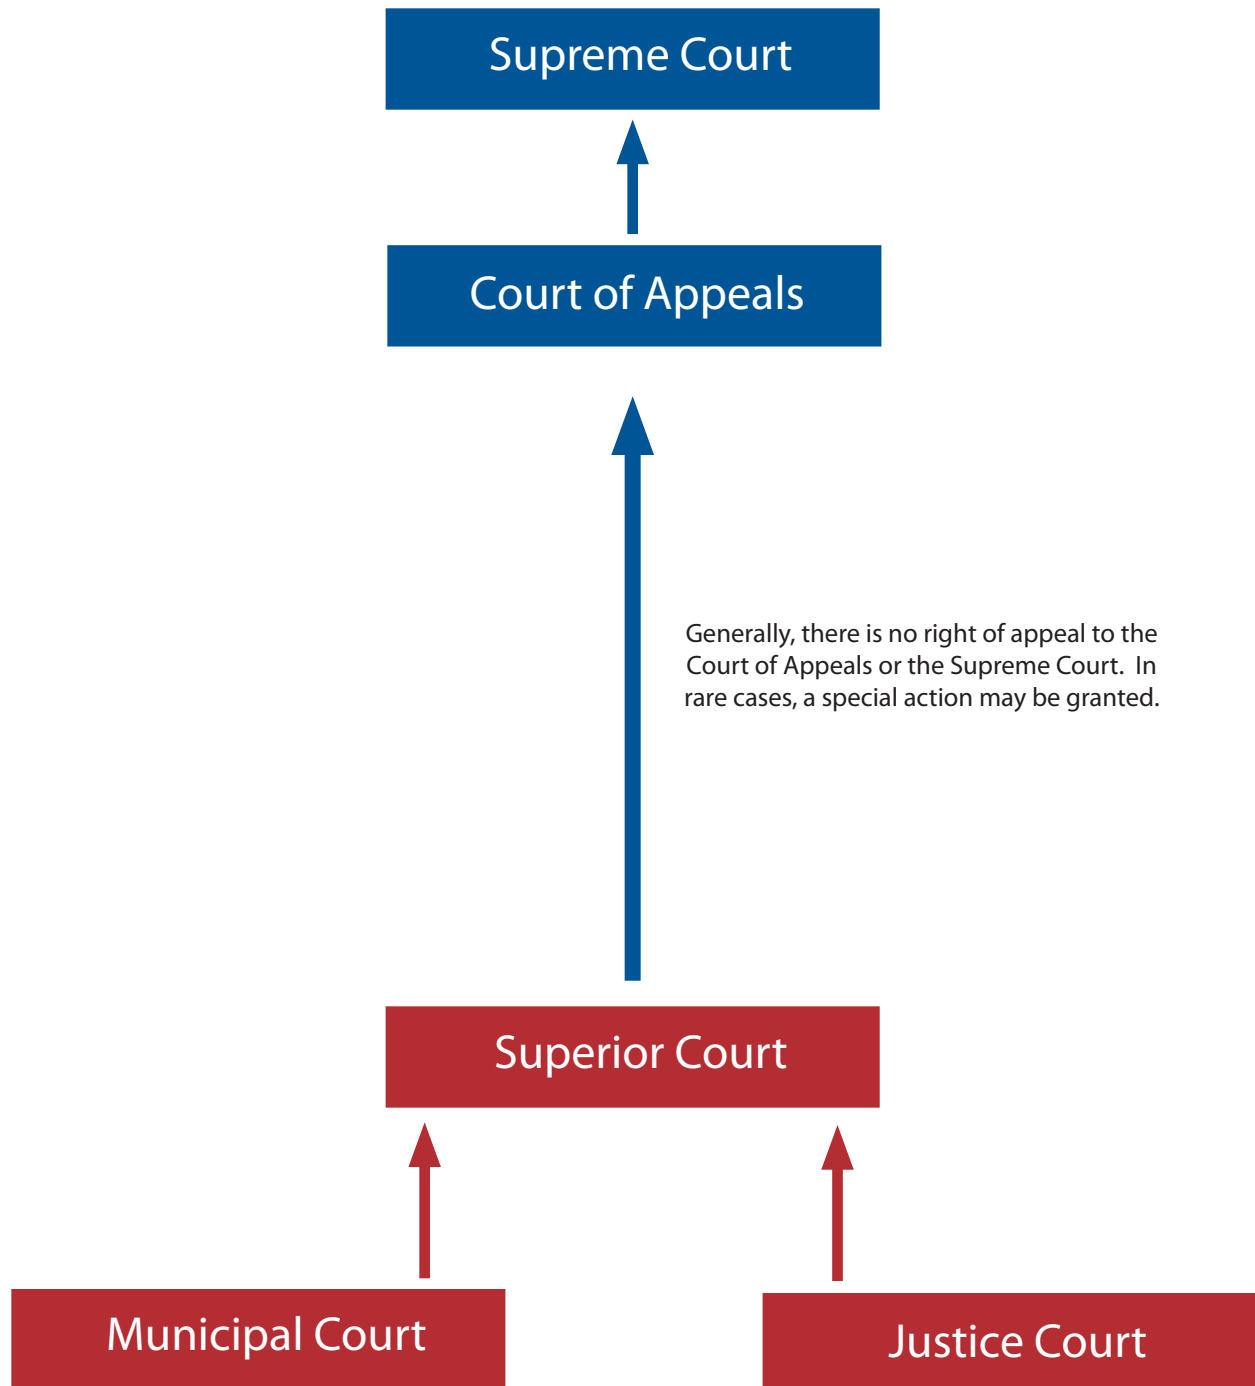 Supreme Court
Court of Appeals
Generally, there is no right of appeal to the
Court of Appeals or the Supreme Court.  In
rare cases, a special action may be granted.
Superior Court
Municipal Court
Justice Court